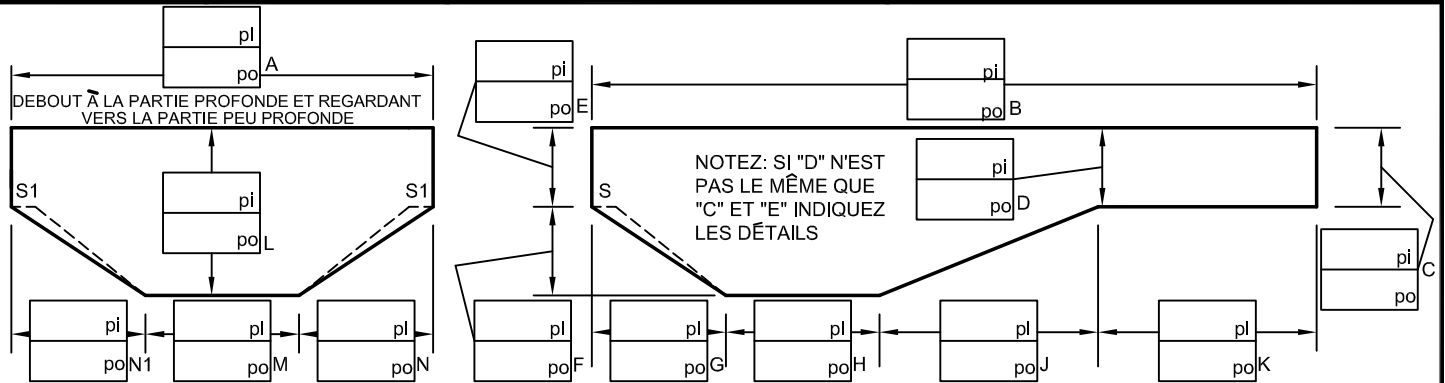 pl
po A
DEBOUT À LA PARTIE PROFONDE ET REGARDANT
VERS LA PARTIE PEU PROFONDE
S1
S1
pi
po L
pi
po N1
pl
po M
pl
po N
pi
po E
pi
po B
S
NOTEZ: SI "D" N'EST
PAS LE MÊME QUE
"C" ET "E" INDIQUEZ
LES DÉTAILS
pi
po D
pi
po C
pl
po F
pl
po G
pl
po H
pl
po J
pl
po K